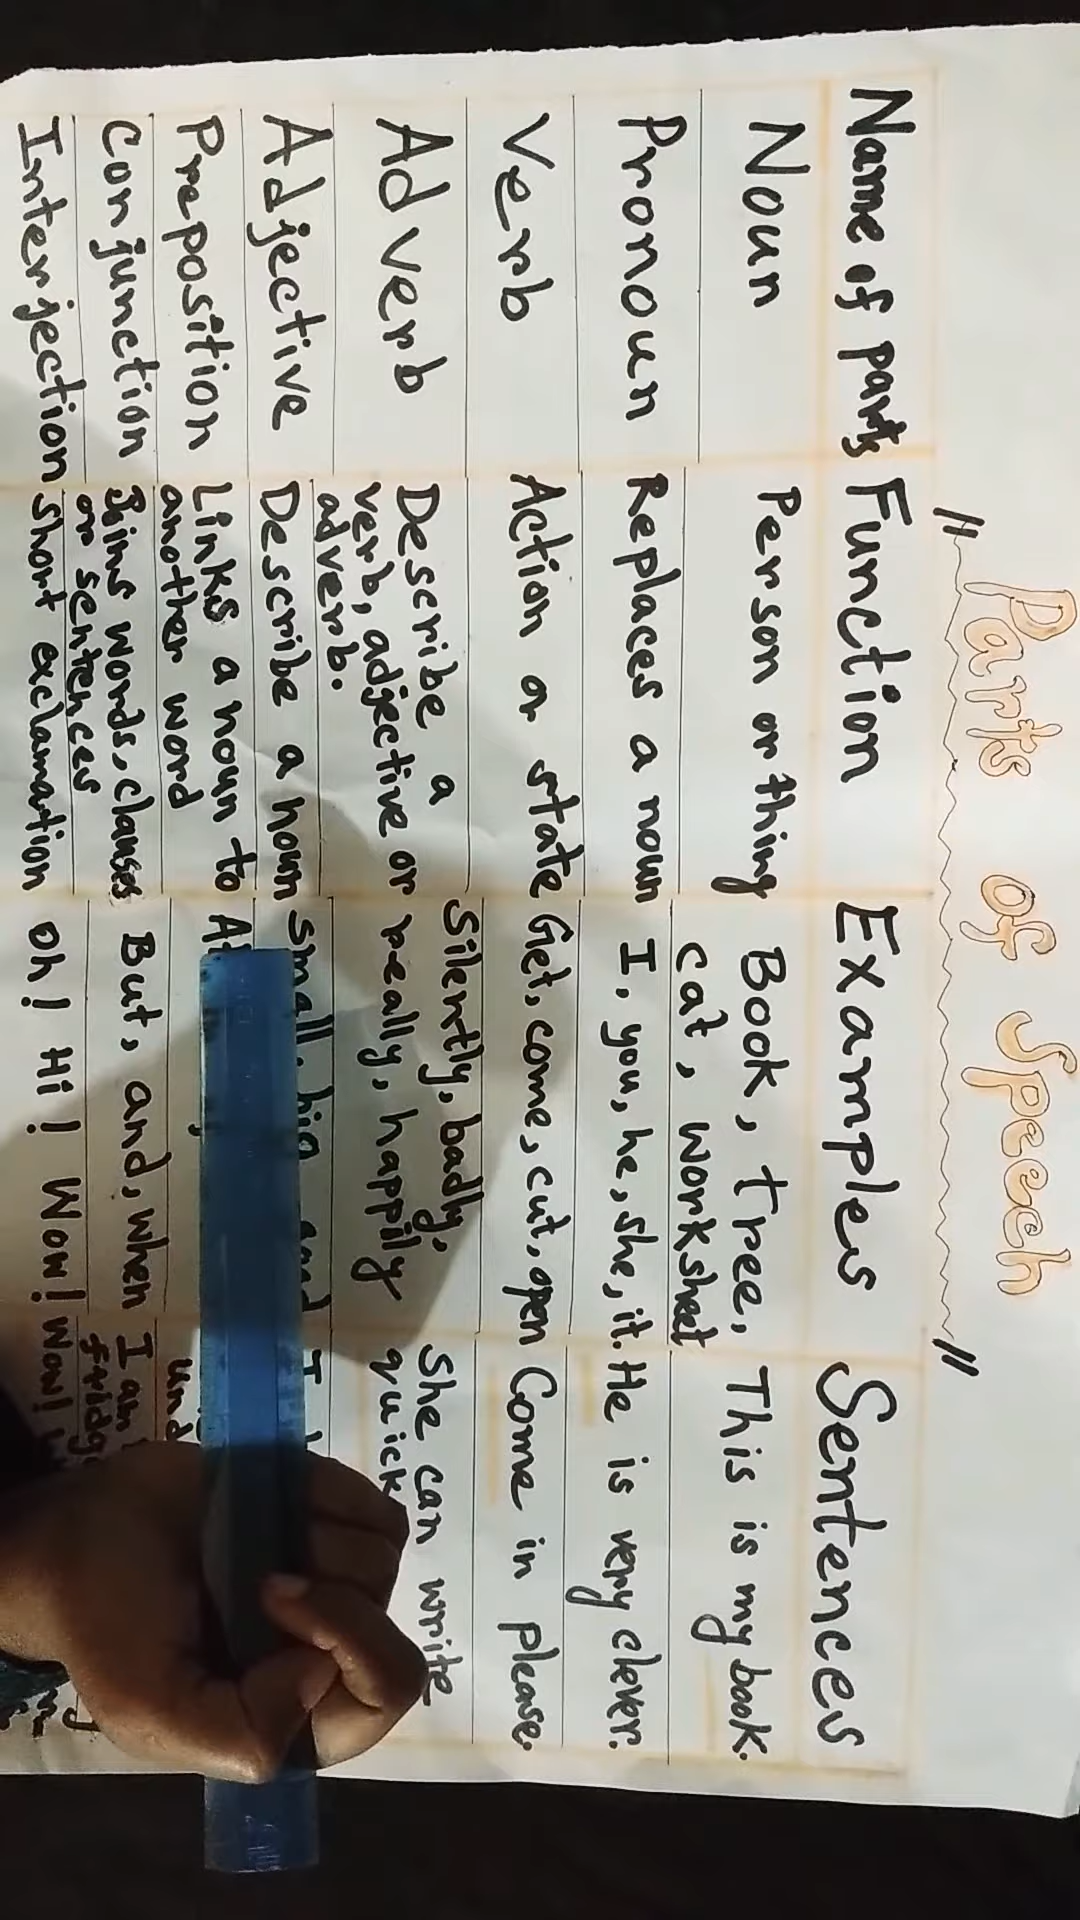 "Parts of Speech"
Name of parts Function Examples Sentences
Noun Person or thing Book, tree, This is my book.
cat, worksheet
Pronoun Replaces a noun I, you, he, she, it. He is very clever.
Verb Action or state Get, come, cut, open Come in please.
Adverb Describe a Silently, badly, She can write
verb, adjective or really, happily
adverb.
Adjective Describe a noun small, big
Preposition Links a noun to
another word
Conjunction Joins words, clauses But, and, when I am
or sentences
Interjection short exclamation Oh! Hi! Wow! Wow!